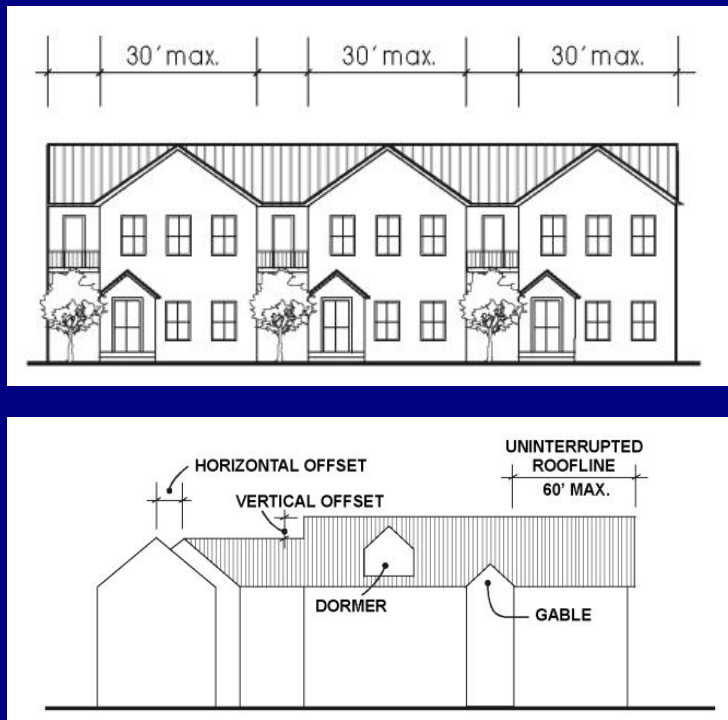 30' max.
30' max.
30' max.
UNINTERRUPTED
ROOFLINE
60' MAX.
HORIZONTAL OFFSET
VERTICAL OFFSET
DORMER
GABLE